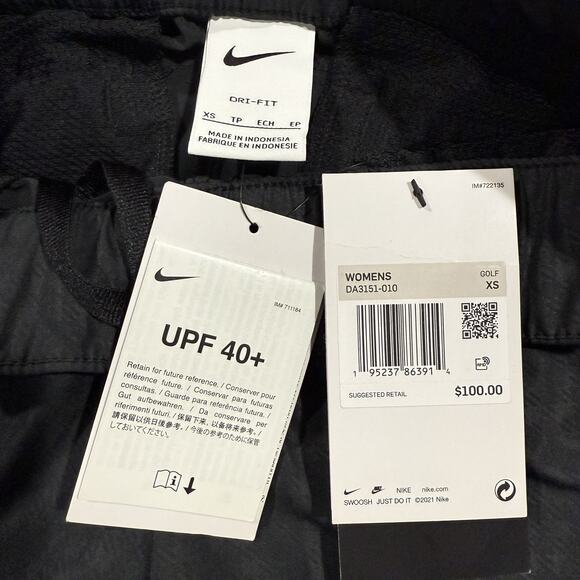 DRI-FIT
XS TP ECH EP
MADE IN INDONESIA
FABRIQUE EN INDONESIE
IM# 711184
UPF 40+
Retain for future reference. / Conserver pour
référence future. / Conservar para futuras
consultas. / Guarde para referência futura. /
Gut aufbewahren. / Da conservare per
riferimenti futuri. / 保留下来, 以备将来参考。/
請保留以供日後參考。/ 今後の参考のために保管
しておいてください。
IM#722135
WOMENS
DA3151-010
GOLF
XS
1 95237 86391 4
RFID
SUGGESTED RETAIL
$100.00
NIKE nike.com
SWOOSH JUST DO IT ©2021 Nike